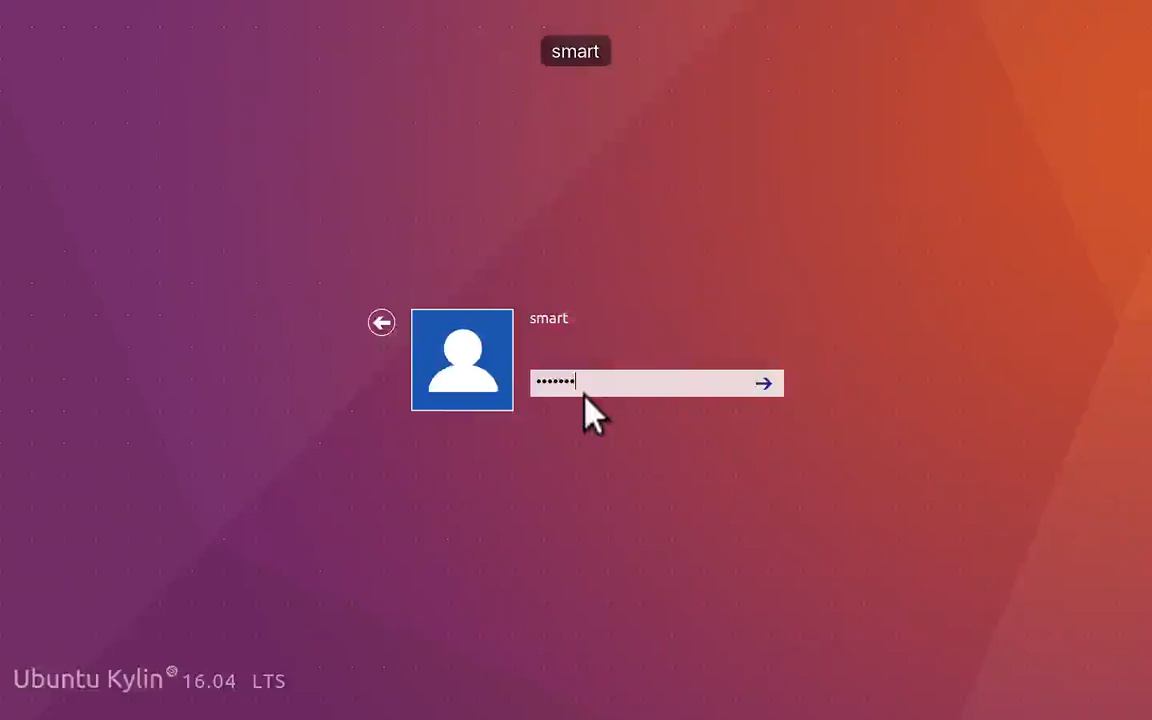 smart
smart
•••••••
Ubuntu Kylin® 16.04 LTS